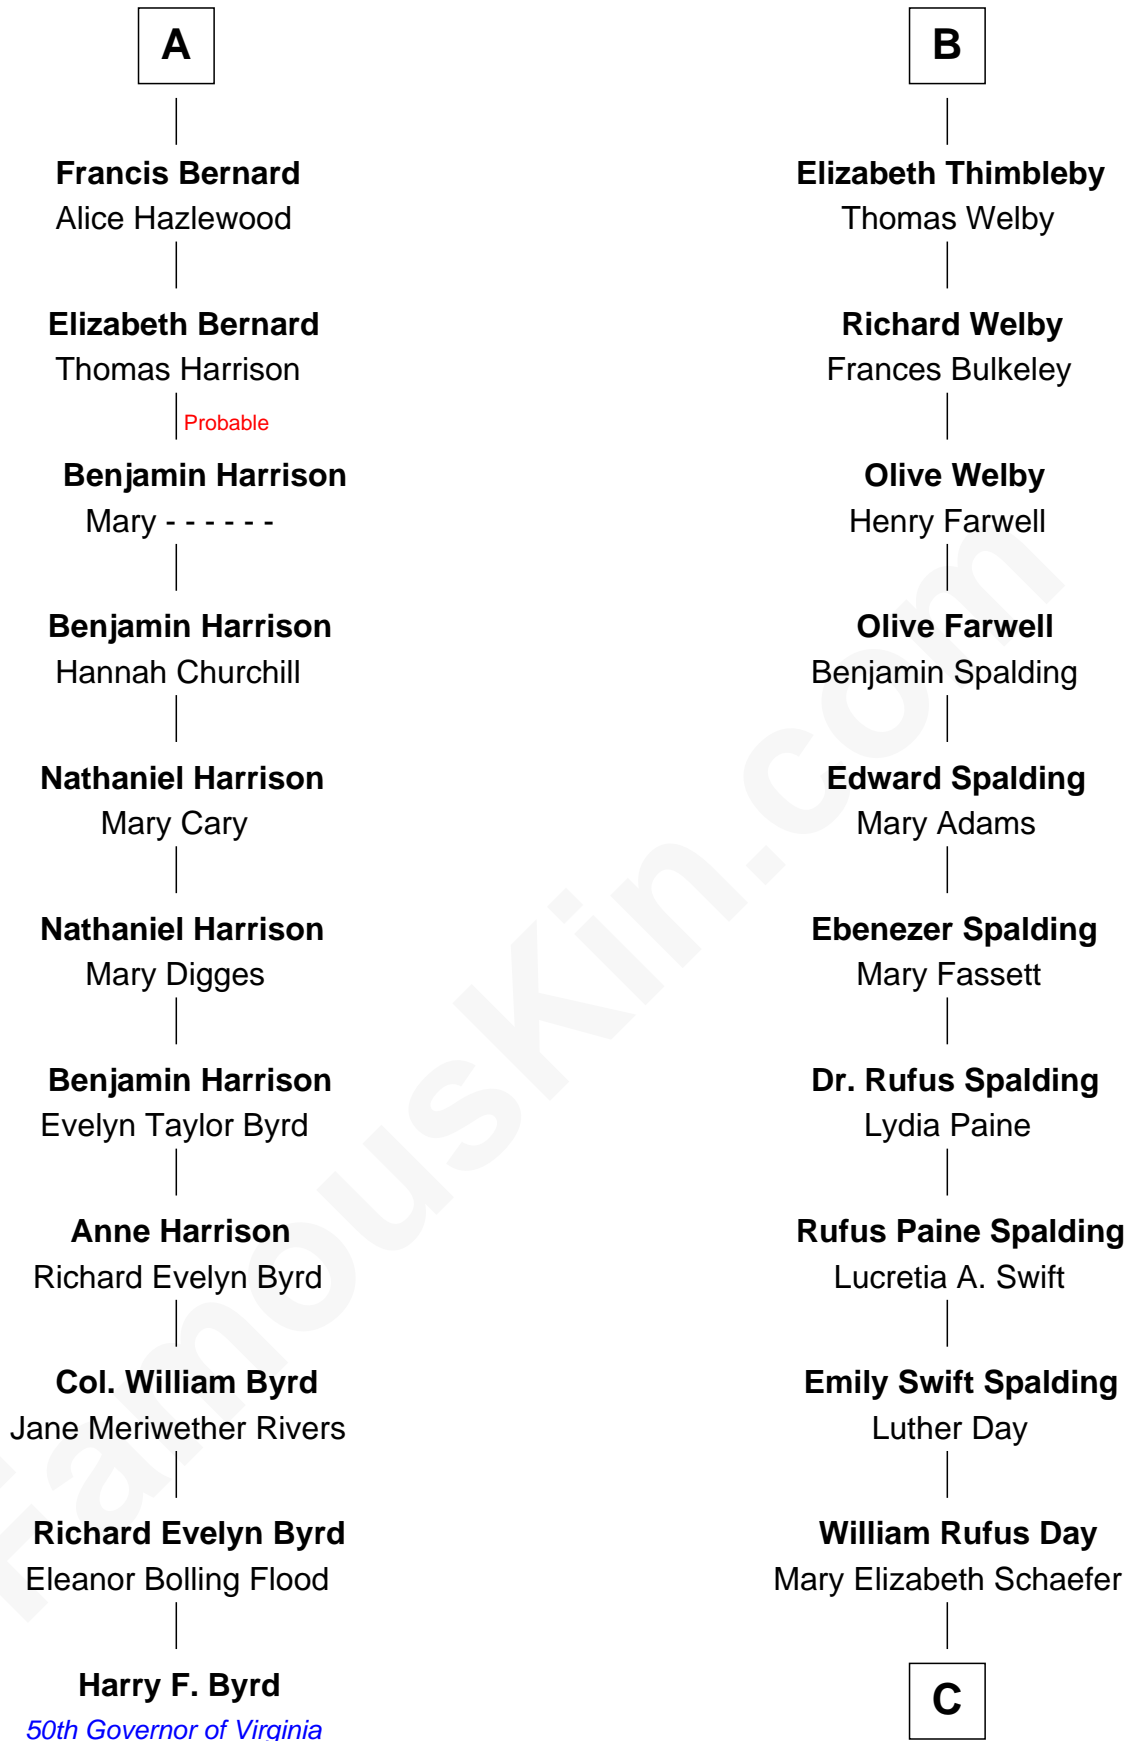 A
Francis Bernard
Alice Hazlewood
Elizabeth Bernard
Thomas Harrison
Probable
Benjamin Harrison
Mary - - - - - -
Benjamin Harrison
Hannah Churchill
Nathaniel Harrison
Mary Cary
Nathaniel Harrison
Mary Digges
Benjamin Harrison
Evelyn Taylor Byrd
Anne Harrison
Richard Evelyn Byrd
Col. William Byrd
Jane Meriwether Rivers
Richard Evelyn Byrd
Eleanor Bolling Flood
Harry F. Byrd
50th Governor of Virginia
B
Elizabeth Thimbleby
Thomas Welby
Richard Welby
Frances Bulkeley
Olive Welby
Henry Farwell
Olive Farwell
Benjamin Spalding
Edward Spalding
Mary Adams
Ebenezer Spalding
Mary Fassett
Dr. Rufus Spalding
Lydia Paine
Rufus Paine Spalding
Lucretia A. Swift
Emily Swift Spalding
Luther Day
William Rufus Day
Mary Elizabeth Schaefer
C
FamousKin.com